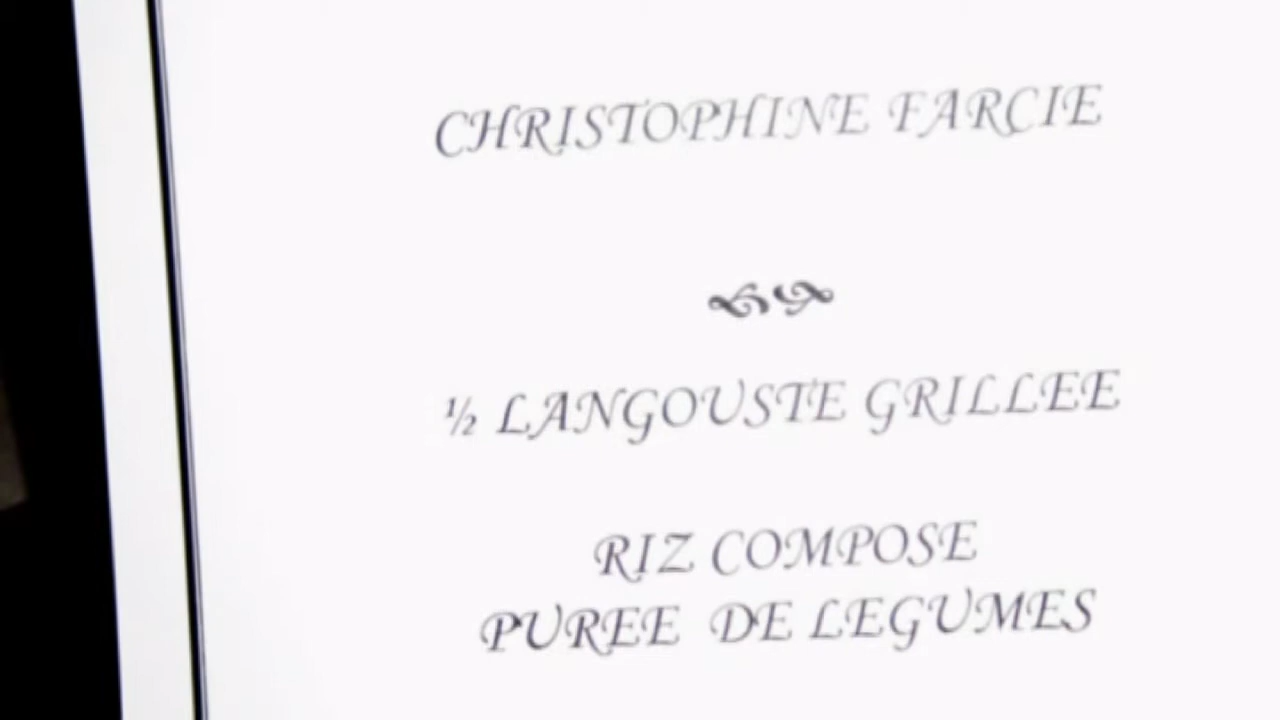 CHRISTOPHINE FARCIE
½ LANGOUSTE GRILLEE
RIZ COMPOSE
PUREE DE LEGUMES